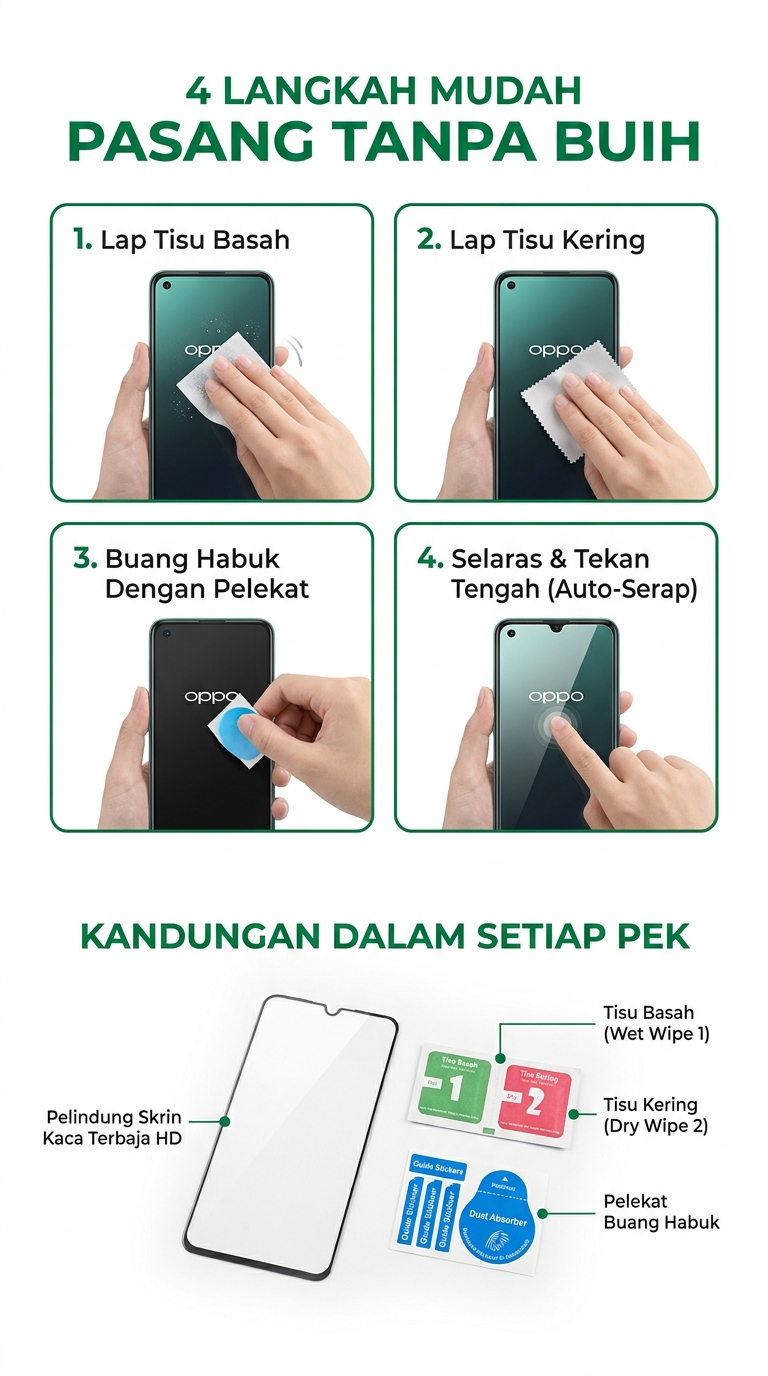 4 LANGKAH MUDAH
PASANG TANPA BUIH
1. Lap Tisu Basah
oppo
2. Lap Tisu Kering
oppo
3. Buang Habuk
Dengan Pelekat
oppo
4. Selaras & Tekan
Tengah (Auto-Serap)
oppo
KANDUNGAN DALAM SETIAP PEK
Tisu Basah
(Wet Wipe 1)
Tisu Kering
(Dry Wipe 2)
Pelindung Skrin
Kaca Terbaja HD
Pelekat
Buang Habuk
Tisu Basah
1
2
Guide Stickers
Dust Absorber